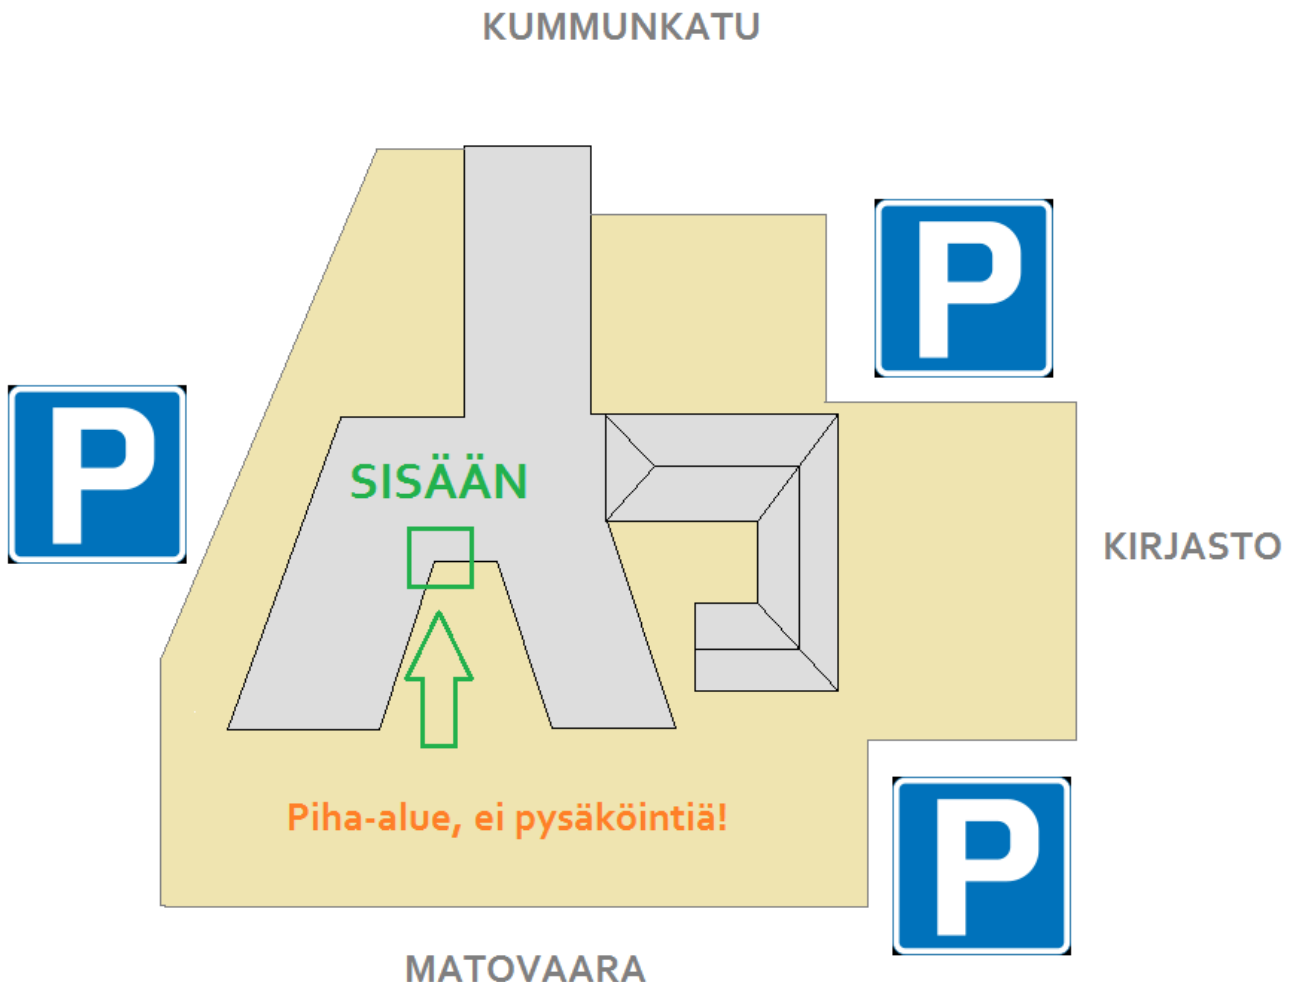 KUMMUNKATU
P
P
SISÄÄN
KIRJASTO
Piha-alue, ei pysäköintiä!
P
MATOVAARA